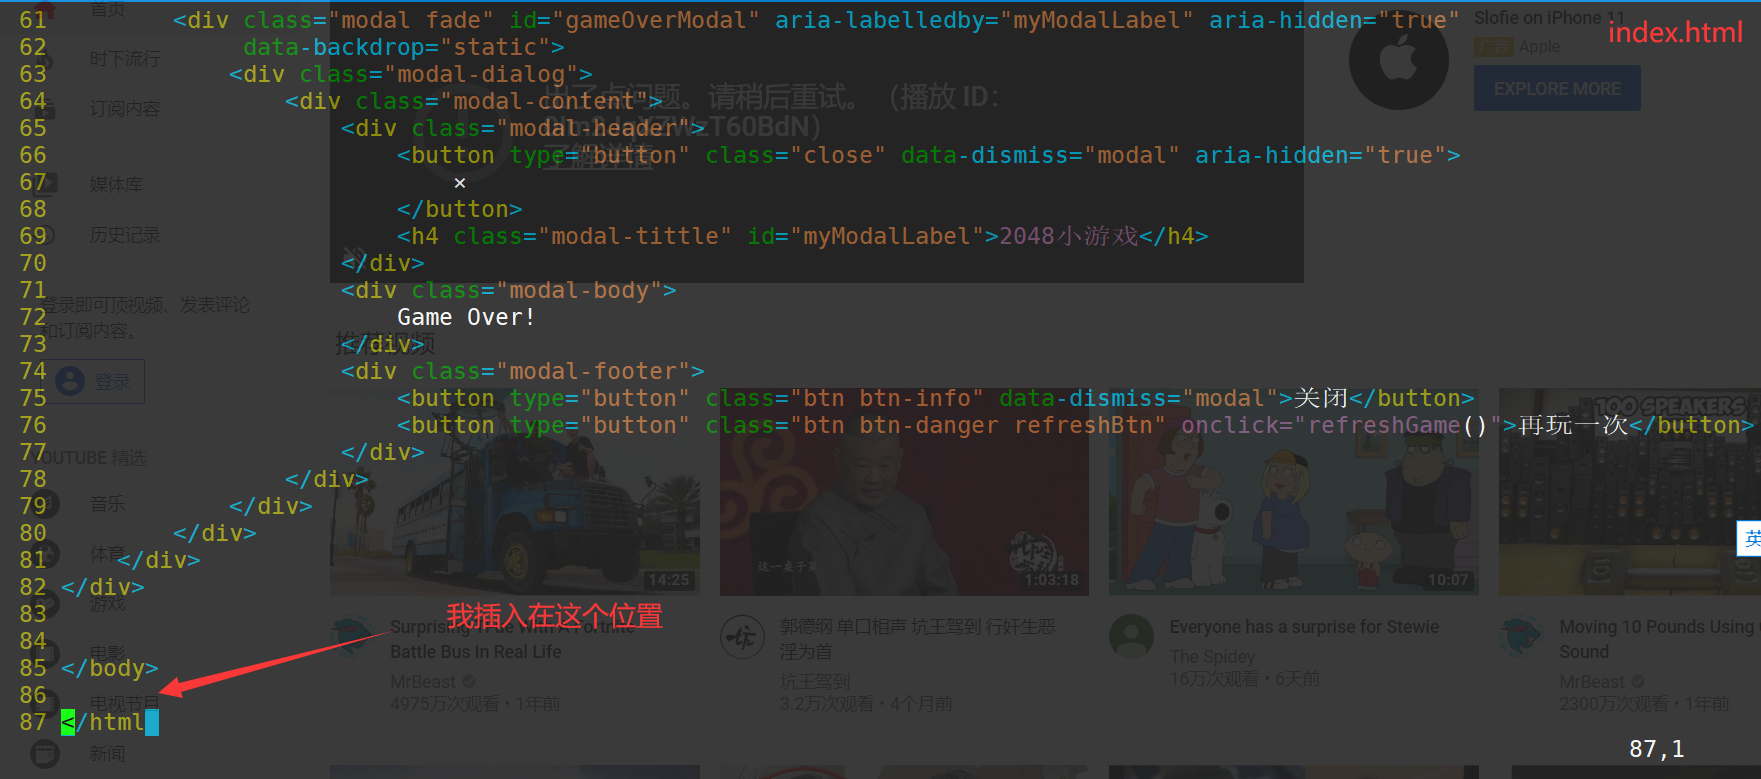 61         <div class="modal fade" id="gameOverModal" aria-labelledby="myModalLabel" aria-hidden="true"
62              data-backdrop="static">
63             <div class="modal-dialog">
64                 <div class="modal-content">
65                     <div class="modal-header">
66                         <button type="button" class="close" data-dismiss="modal" aria-hidden="true">
67                             ×
68                         </button>
69                         <h4 class="modal-tittle" id="myModalLabel">2048小游戏</h4>
70                     </div>
71                     <div class="modal-body">
72                         Game Over!
73                     </div>
74                     <div class="modal-footer">
75                         <button type="button" class="btn btn-info" data-dismiss="modal">关闭</button>
76                         <button type="button" class="btn btn-danger refreshBtn" onclick="refreshGame()">再玩一次</button>
77                     </div>
78                 </div>
79             </div>
80         </div>
81     </div>
82 </div>
83
84
85 </body>
86
87 </html
87,1
index.html
我插入在这个位置
英
首页
时下流行
订阅内容
媒体库
历史记录
登录即可顶视频、发表评论
和订阅内容。
登录
YOUTUBE 精选
音乐
体育
游戏
电影
电视节目
新闻
出了点问题。请稍后重试。（播放 ID：
了解详情
Slofie on iPhone 11
广告 Apple
EXPLORE MORE
推荐视频
14:25
Surprising With A Fortnite
Battle Bus In Real Life
MrBeast
4975万次观看 • 1年前
这一桌子菜
1:03:18
郭德纲 单口相声 坑王驾到 行奸生恶
淫为首
坑王驾到
3.2万次观看 • 4个月前
10:07
Everyone has a surprise for Stewie
The Spidey
16万次观看 • 6天前
100 SPEAKERS
Moving 10 Pounds Using
Sound
MrBeast
2300万次观看 • 1年前